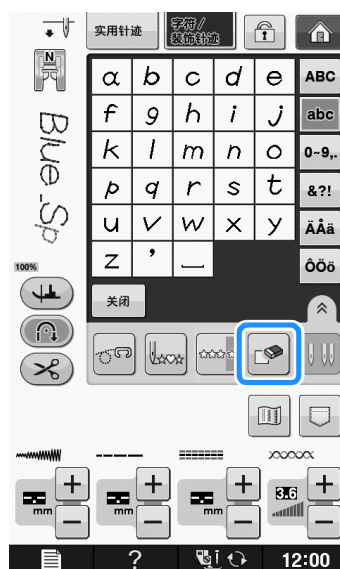 实用针迹
字符/
装饰针迹
N
Blue_Sp
100%
a b c d e
f g h i j
k l m n o
p q r s t
u v w x y
z ' _
ABC
abc
0~9,.
&?!
ÄÅä
ÔÖö
关闭
-.- mm + −
-.- mm + −
-.- mm + −
3.6 + −
? 12:00